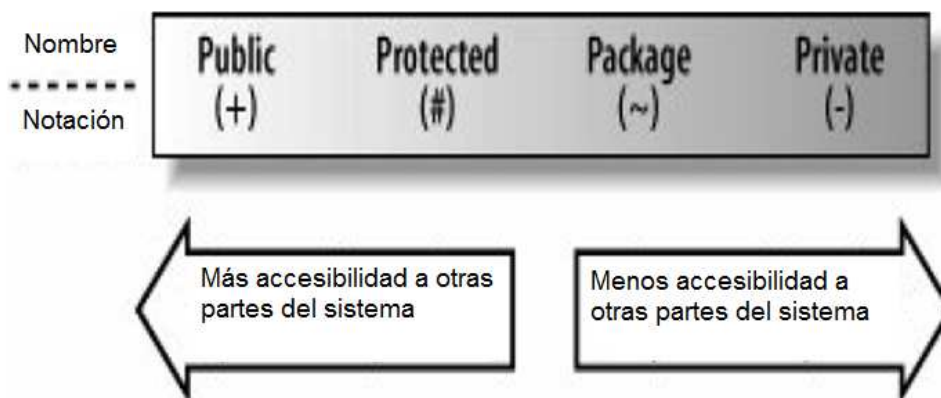 Nombre
Public Protected Package Private
Notación
(+) (#) (~) (-)
Más accesibilidad a otras
partes del sistema
Menos accesibilidad a
otras partes del sistema